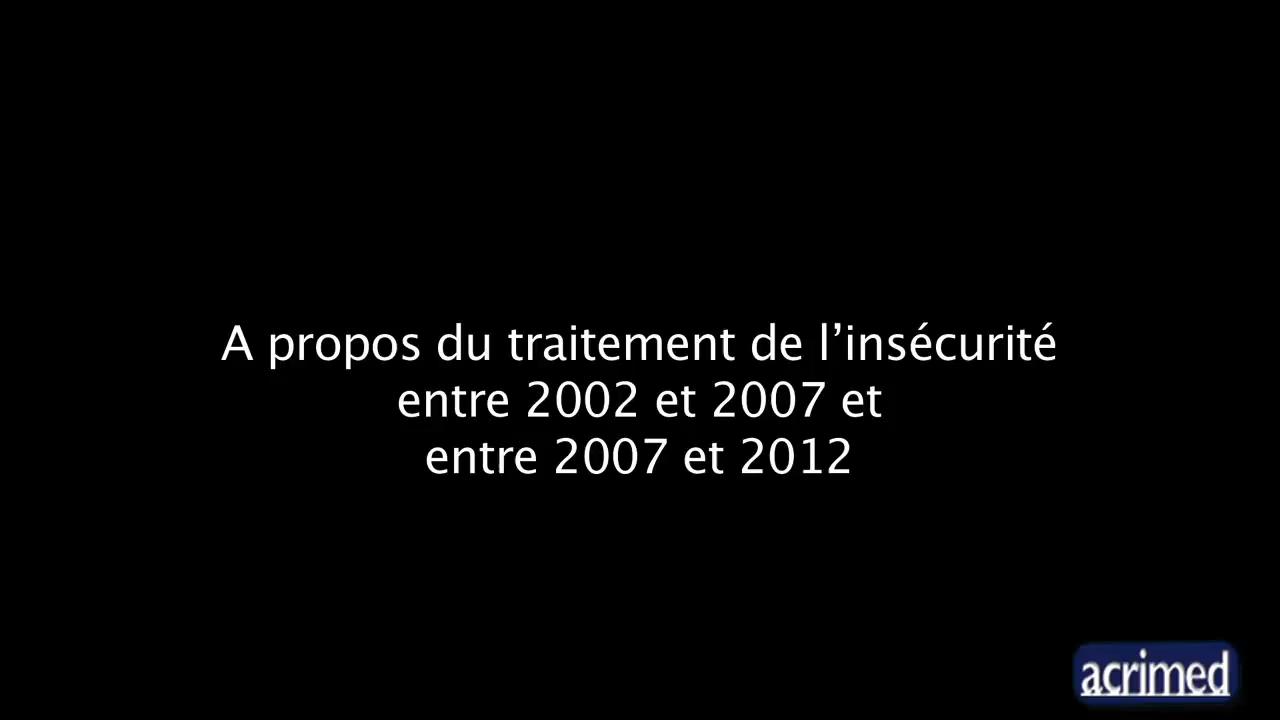 A propos du traitement de l’insécurité
entre 2002 et 2007 et
entre 2007 et 2012
acrimed